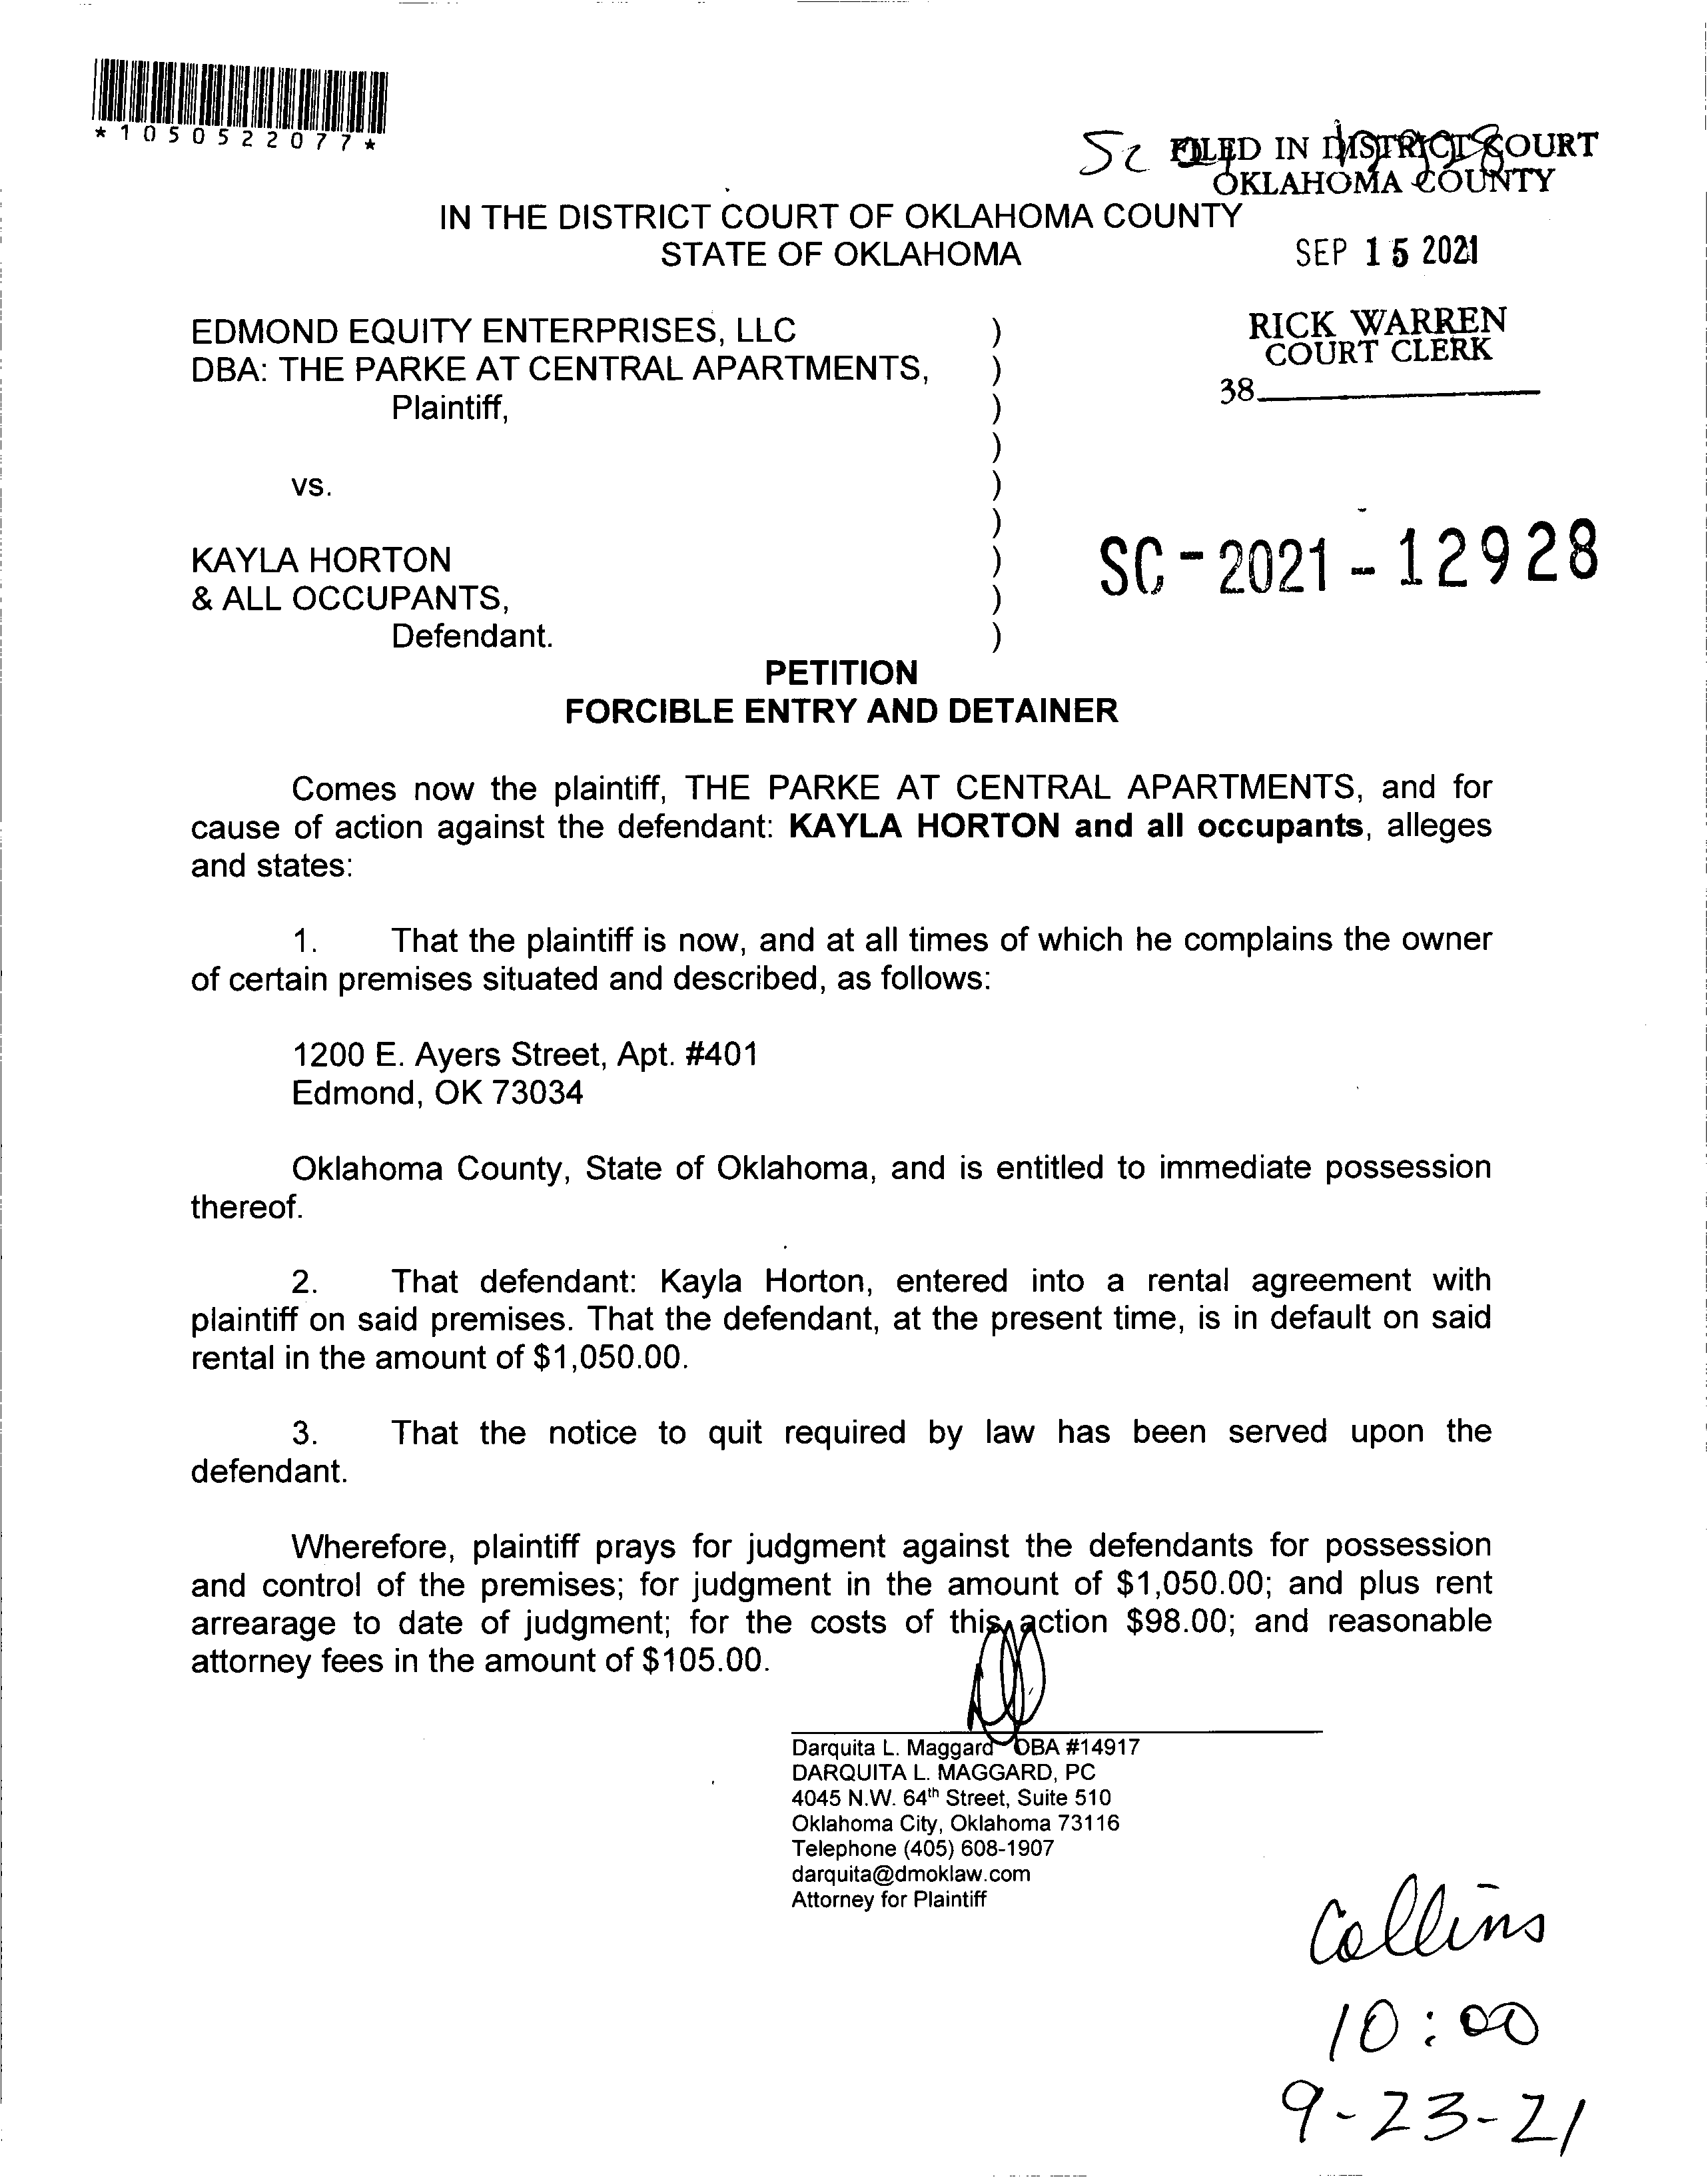 *1050522077*
FILED IN DISTRICT COURT
OKLAHOMA COUNTY
IN THE DISTRICT COURT OF OKLAHOMA COUNTY
STATE OF OKLAHOMA
SEP 15 2021
EDMOND EQUITY ENTERPRISES, LLC )
DBA: THE PARKE AT CENTRAL APARTMENTS, )
Plaintiff, )
)
vs. )
)
KAYLA HORTON )
& ALL OCCUPANTS, )
Defendant. )
RICK WARREN
COURT CLERK
38
SC-2021-12928
PETITION
FORCIBLE ENTRY AND DETAINER
Comes now the plaintiff, THE PARKE AT CENTRAL APARTMENTS, and for
cause of action against the defendant: KAYLA HORTON and all occupants, alleges
and states:
1. That the plaintiff is now, and at all times of which he complains the owner
of certain premises situated and described, as follows:
1200 E. Ayers Street, Apt. #401
Edmond, OK 73034
Oklahoma County, State of Oklahoma, and is entitled to immediate possession
thereof.
2. That defendant: Kayla Horton, entered into a rental agreement with
plaintiff on said premises. That the defendant, at the present time, is in default on said
rental in the amount of $1,050.00.
3. That the notice to quit required by law has been served upon the
defendant.
Wherefore, plaintiff prays for judgment against the defendants for possession
and control of the premises; for judgment in the amount of $1,050.00; and plus rent
arrearage to date of judgment; for the costs of this action $98.00; and reasonable
attorney fees in the amount of $105.00.
Darquita L. Maggard OBA #14917
DARQUITA L. MAGGARD, PC
4045 N.W. 64th Street, Suite 510
Oklahoma City, Oklahoma 73116
Telephone (405) 608-1907
darquita@dmoklaw.com
Attorney for Plaintiff
Collins
10:00
9-23-21